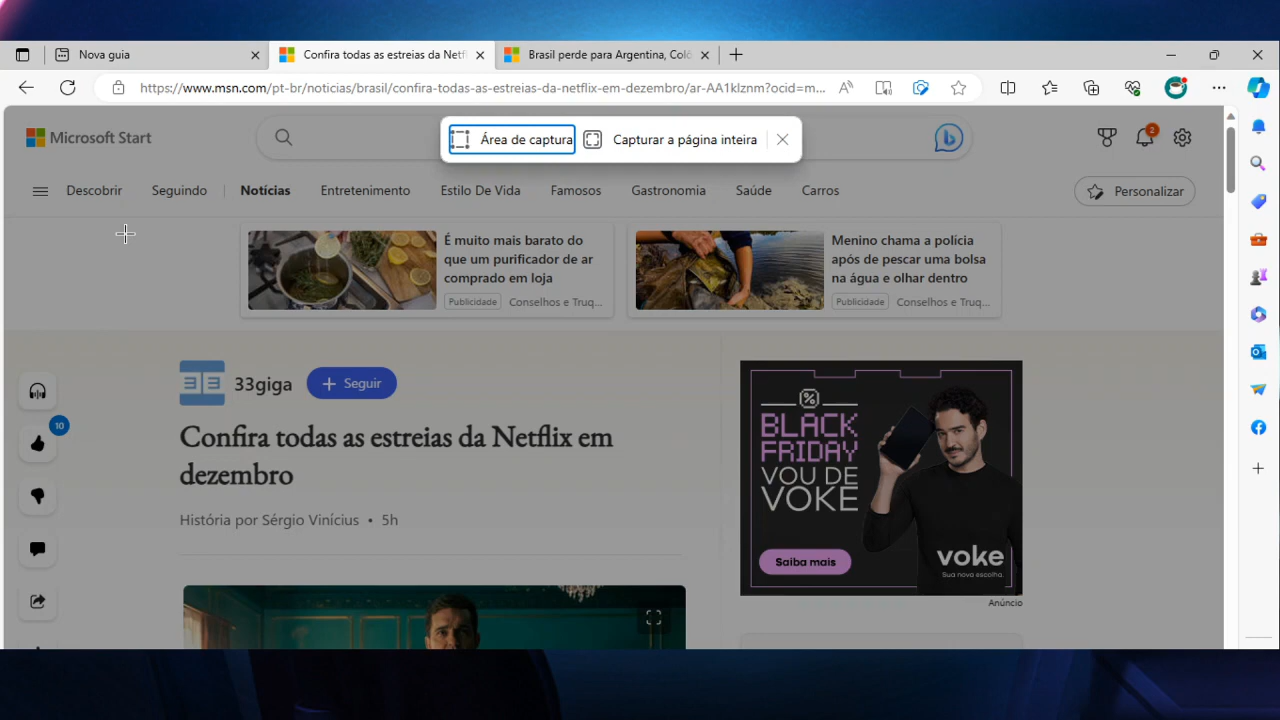 Nova guia
Confira todas as estreias da Netf
Brasil perde para Argentina, Colô
https://www.msn.com/pt-br/noticias/brasil/confira-todas-as-estreias-da-netflix-em-dezembro/ar-AA1klznm?ocid=m...
Microsoft Start
Área de captura
Capturar a página inteira
2
Descobrir
Seguindo
Notícias
Entretenimento
Estilo De Vida
Famosos
Gastronomia
Saúde
Carros
Personalizar
É muito mais barato do
que um purificador de ar
comprado em loja
Publicidade
Conselhos e Truq...
Menino chama a polícia
após de pescar uma bolsa
na água e olhar dentro
Publicidade
Conselhos e Truq...
33
33giga
Seguir
10
Confira todas as estreias da Netflix em
dezembro
História por Sérgio Vinícius • 5h
%
BLACK
FRIDAY
VOU DE
VOKE
Saiba mais
voke
Sua nova escolha.
Anúncio